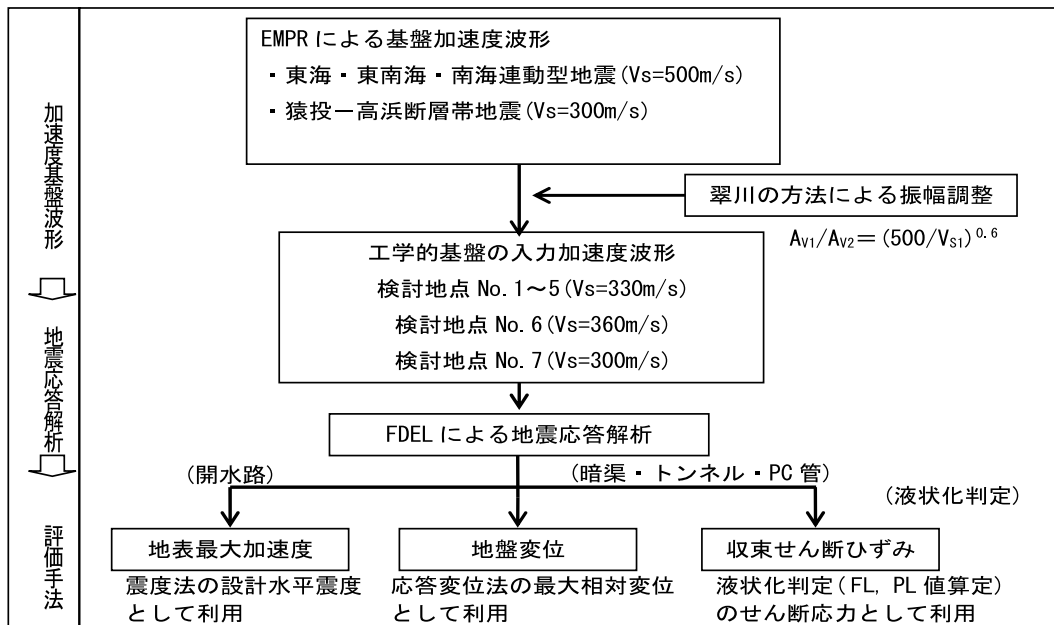 加速度基盤波形
地震応答解析
評価手法
EMPR による基盤加速度波形
・東海・東南海・南海連動型地震(Vs=500m/s)
・猿投ー高浜断層帯地震(Vs=300m/s)
翠川の方法による振幅調整
AV1/AV2＝(500/VS1)0.6
工学的基盤の入力加速度波形
検討地点 No.1～5(Vs=330m/s)
検討地点 No.6(Vs=360m/s)
検討地点 No.7(Vs=300m/s)
FDEL による地震応答解析
(開水路)
(暗渠・トンネル・PC 管)
(液状化判定)
地表最大加速度
震度法の設計水平震度
として利用
地盤変位
応答変位法の最大相対変位
として利用
収束せん断ひずみ
液状化判定(FL, PL 値算定)
のせん断応力として利用